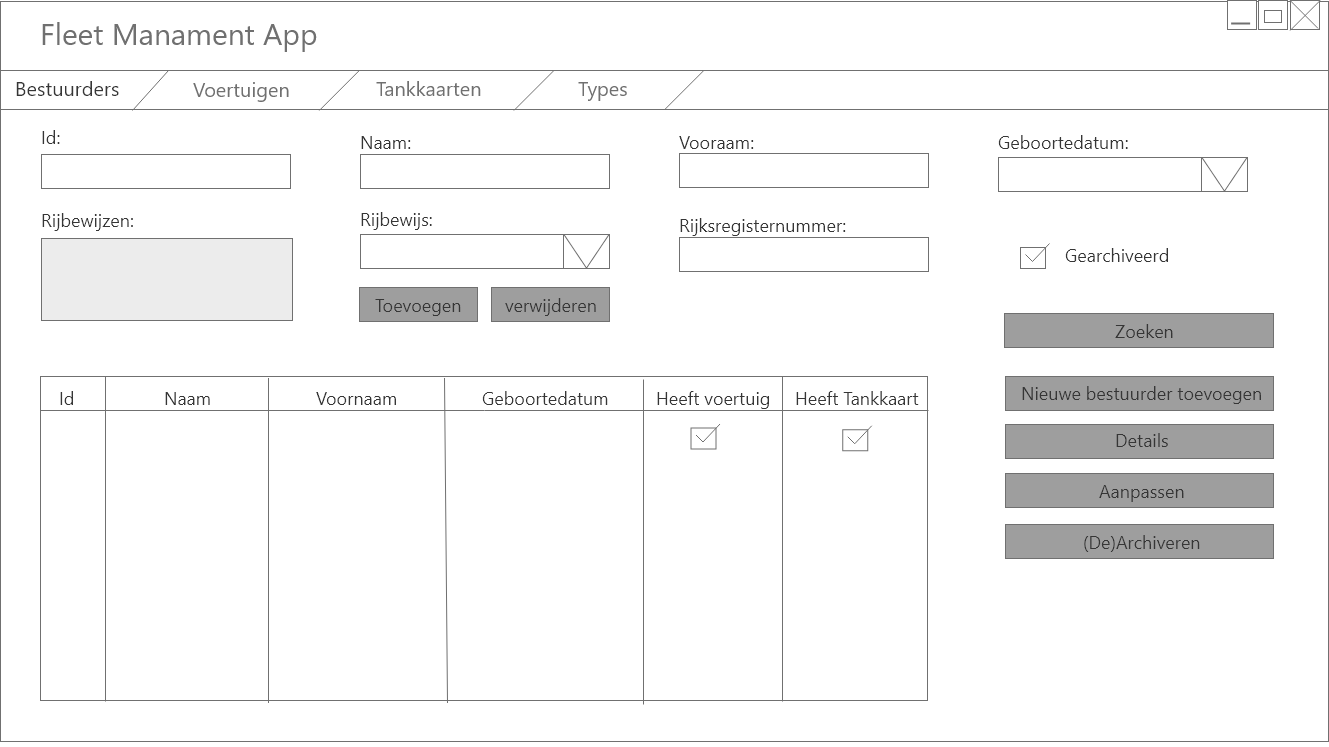 Fleet Manament App
Bestuurders Voertuigen Tankkaarten Types
Id: Naam: Vooraam: Geboortedatum:
Rijbewijzen: Rijbewijs: Rijksregisternummer:
Gearchiveerd
Toevoegen verwijderen
Zoeken
Id Naam Voornaam Geboortedatum Heeft voertuig Heeft Tankkaart
Nieuwe bestuurder toevoegen
Details
Aanpassen
(De)Archiveren